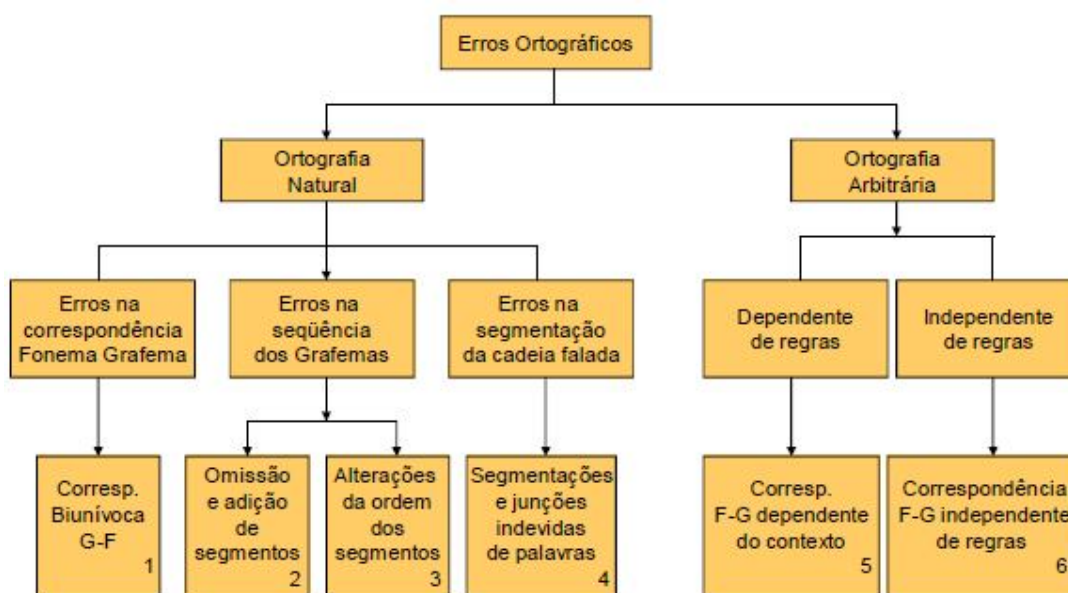 Erros Ortográficos
Ortografia
Natural
Ortografia
Arbitrária
Erros na
correspondência
Fonema Grafema
Erros na
seqüência
dos Grafemas
Erros na
segmentação
da cadeia falada
Dependente
de regras
Independente
de regras
Corresp.
Biunívoca
G-F
1
Omissão
e adição
de
segmentos
2
Alterações
da ordem
dos
segmentos
3
Segmentações
e junções
indevidas
de palavras
4
Corresp.
F-G dependente
do contexto
5
Correspondência
F-G independente
de regras
6